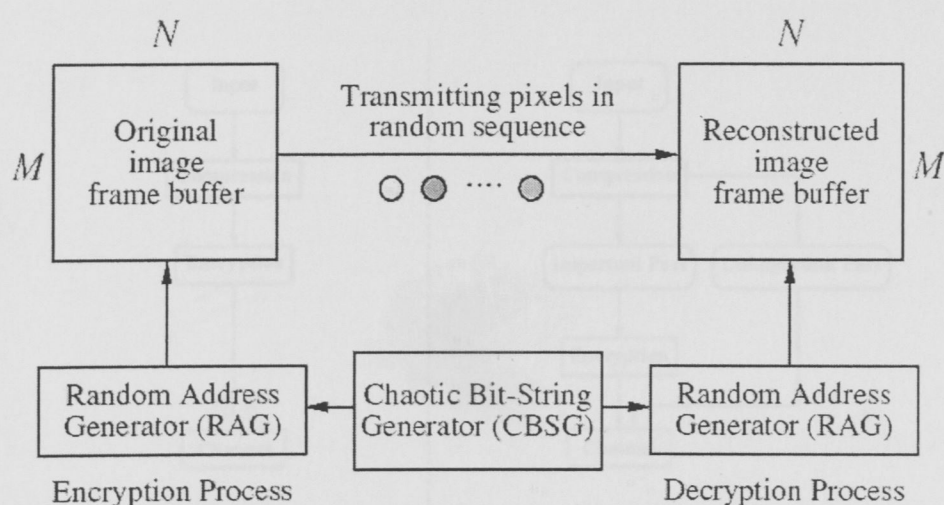 N
N
M
Original
image
frame buffer
Transmitting pixels in
random sequence
....
Reconstructed
image
frame buffer
M
Random Address
Generator (RAG)
Chaotic Bit-String
Generator (CBSG)
Random Address
Generator (RAG)
Encryption Process
Decryption Process